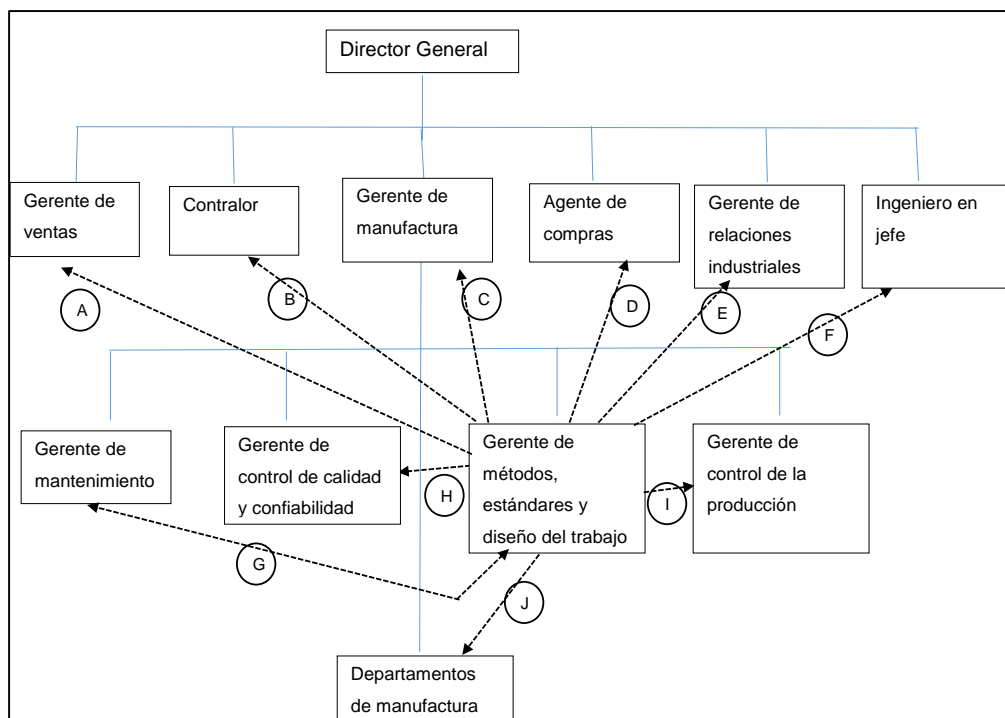 Director General
Gerente de
ventas
Contralor
Gerente de
manufactura
Agente de
compras
Gerente de
relaciones
industriales
Ingeniero en
jefe
A
B
C
D
E
F
Gerente de
mantenimiento
Gerente de
control de calidad
y confiabilidad
Gerente de
métodos,
estándares y
diseño del trabajo
Gerente de
control de la
producción
H
I
G
J
Departamentos
de manufactura